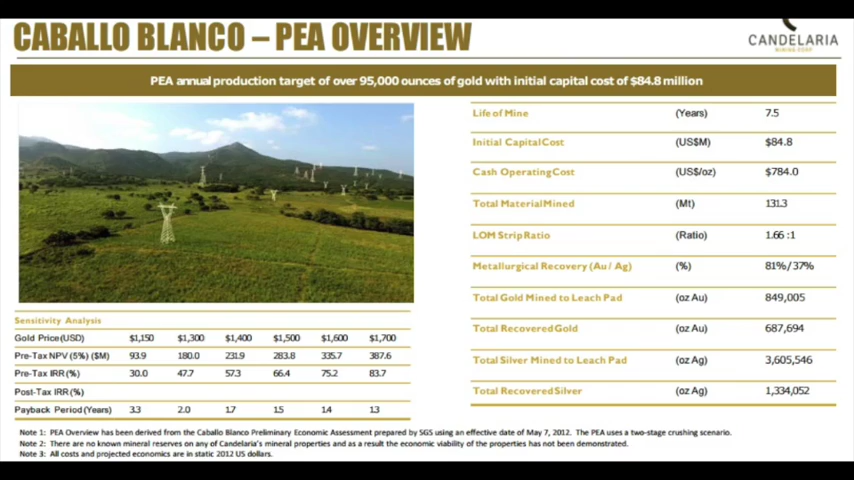 CABALLO BLANCO – PEA OVERVIEW
CANDELARIA
MINING CORP
PEA annual production target of over 95,000 ounces of gold with initial capital cost of $84.8 million
Life of Mine (Years) 7.5
Initial Capital Cost (US$M) $84.8
Cash Operating Cost (US$/oz) $784.0
Total Material Mined (Mt) 131.3
LOM Strip Ratio (Ratio) 1.66 :1
Metallurgical Recovery (Au / Ag) (%) 81%/37%
Total Gold Mined to Leach Pad (oz Au) 849,005
Total Recovered Gold (oz Au) 687,694
Total Silver Mined to Leach Pad (oz Ag) 3,605,546
Total Recovered Silver (oz Ag) 1,334,052
Sensitivity Analysis
Gold Price (USD) $1,150 $1,300 $1,400 $1,500 $1,600 $1,700
Pre-Tax NPV (5%) ($M) 93.9 180.0 231.9 283.8 335.7 387.6
Pre-Tax IRR (%) 30.0 47.7 57.3 66.4 75.2 83.7
Post-Tax IRR (%)
Payback Period (Years) 3.3 2.0 1.7 1.5 1.4 1.3
Note 1: PEA Overview has been derived from the Caballo Blanco Preliminary Economic Assessment prepared by SGS using an effective date of May 7, 2012. The PEA uses a two-stage crushing scenario.
Note 2: There are no known mineral reserves on any of Candelaria's mineral properties and as a result the economic viability of the properties has not been demonstrated.
Note 3: All costs and projected economics are in static 2012 US dollars.